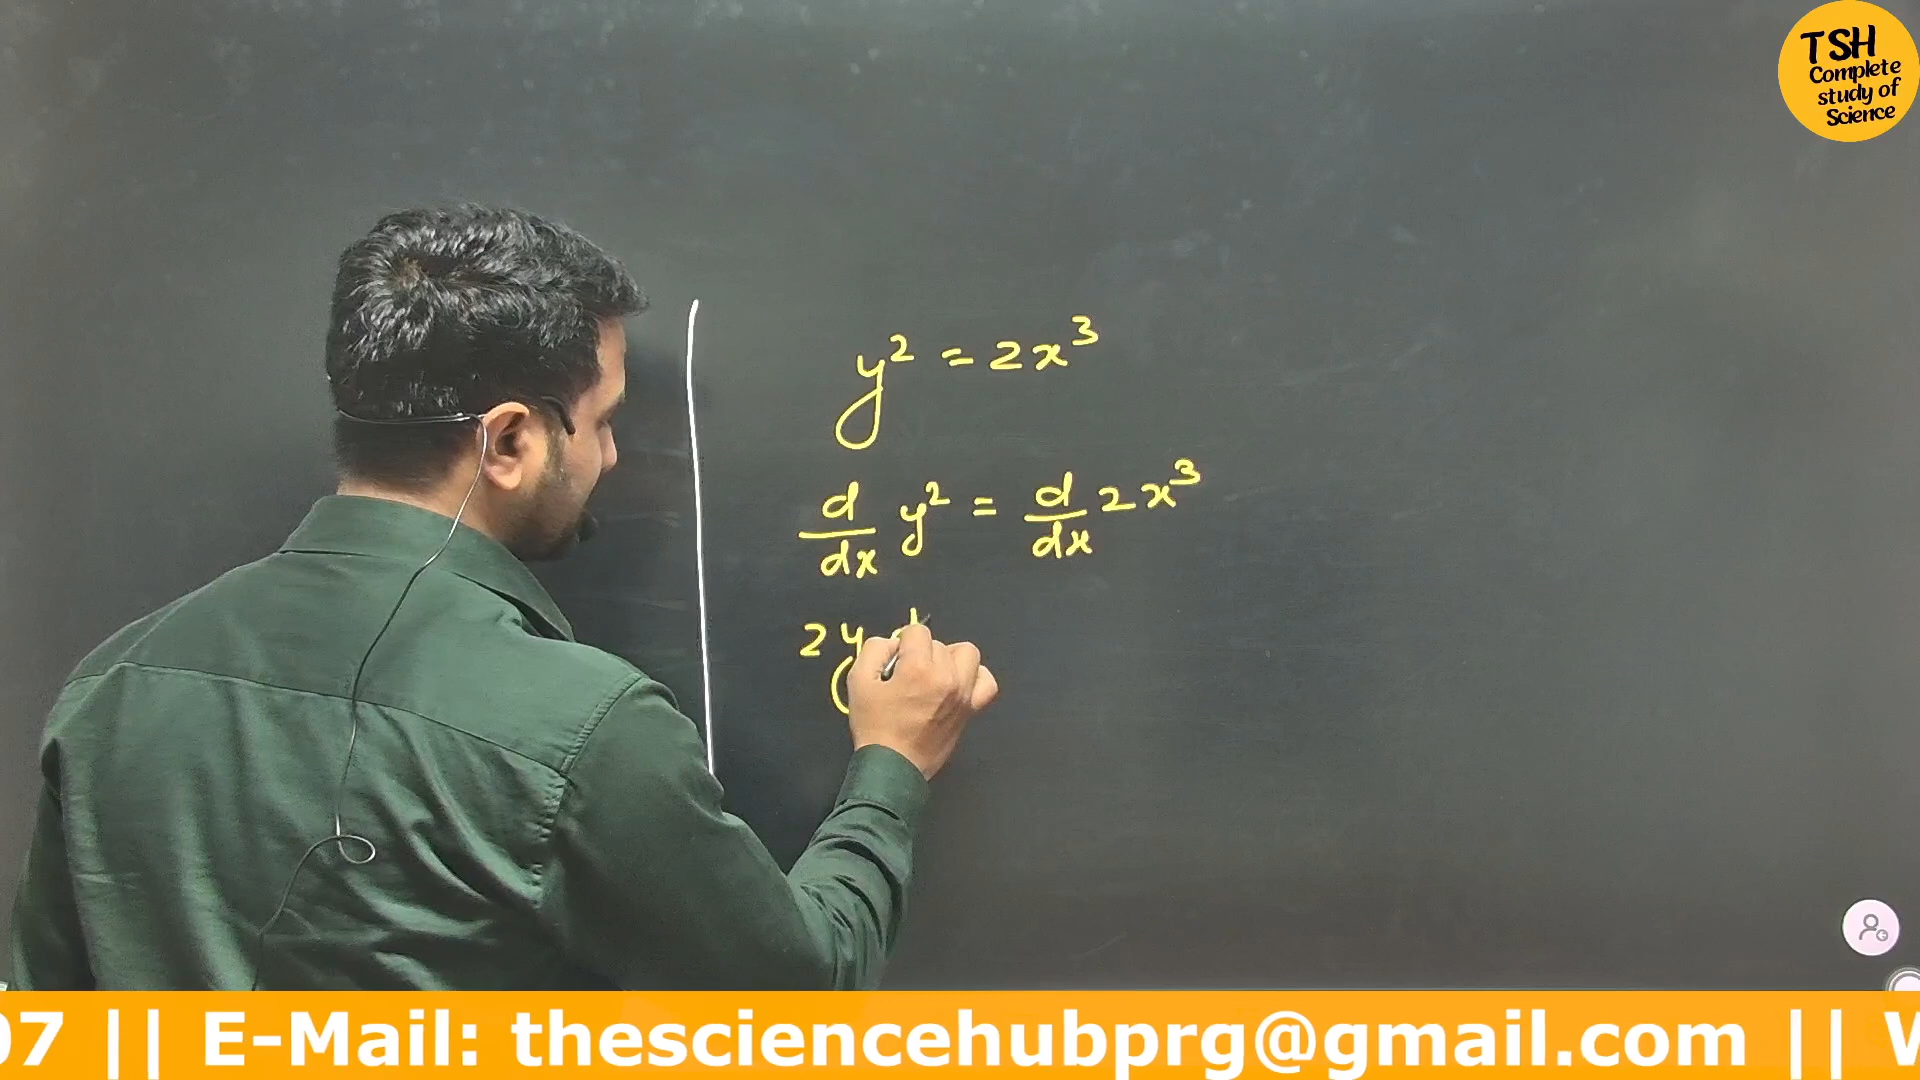 TSH
Complete
study of
Science
y² = 2x³
d/dx y² = d/dx 2x³
2y d
07 || E-Mail: thesciencehubprg@gmail.com || W